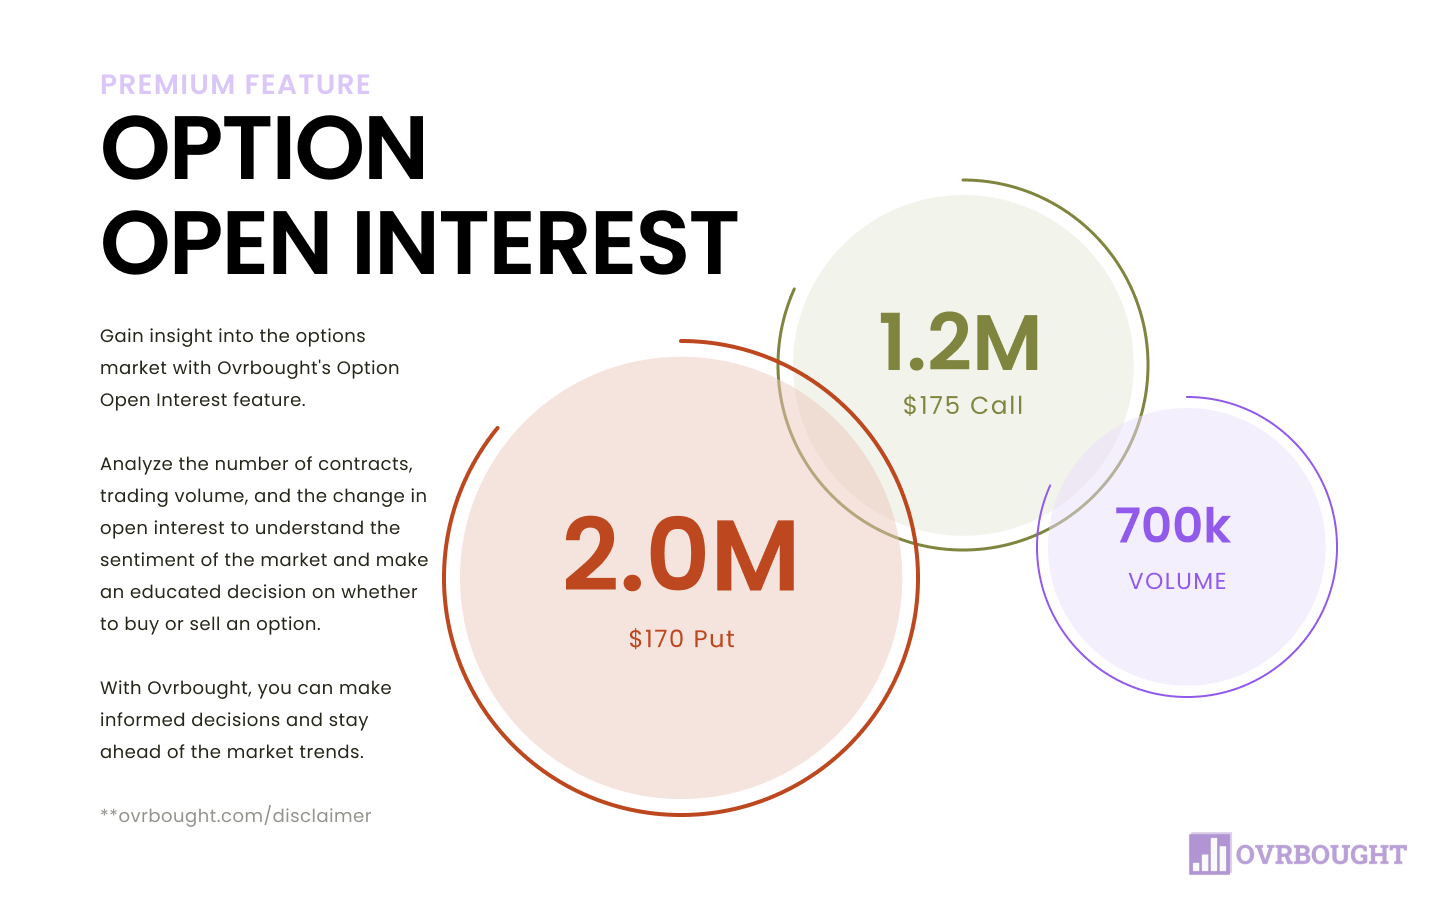 PREMIUM FEATURE
OPTION
OPEN INTEREST
Gain insight into the options
market with Ovrbought's Option
Open Interest feature.
Analyze the number of contracts,
trading volume, and the change in
open interest to understand the
sentiment of the market and make
an educated decision on whether
to buy or sell an option.
With Ovrbought, you can make
informed decisions and stay
ahead of the market trends.
**ovrbought.com/disclaimer
1.2M
$175 Call
2.0M
$170 Put
700k
VOLUME
OVRBOUGHT